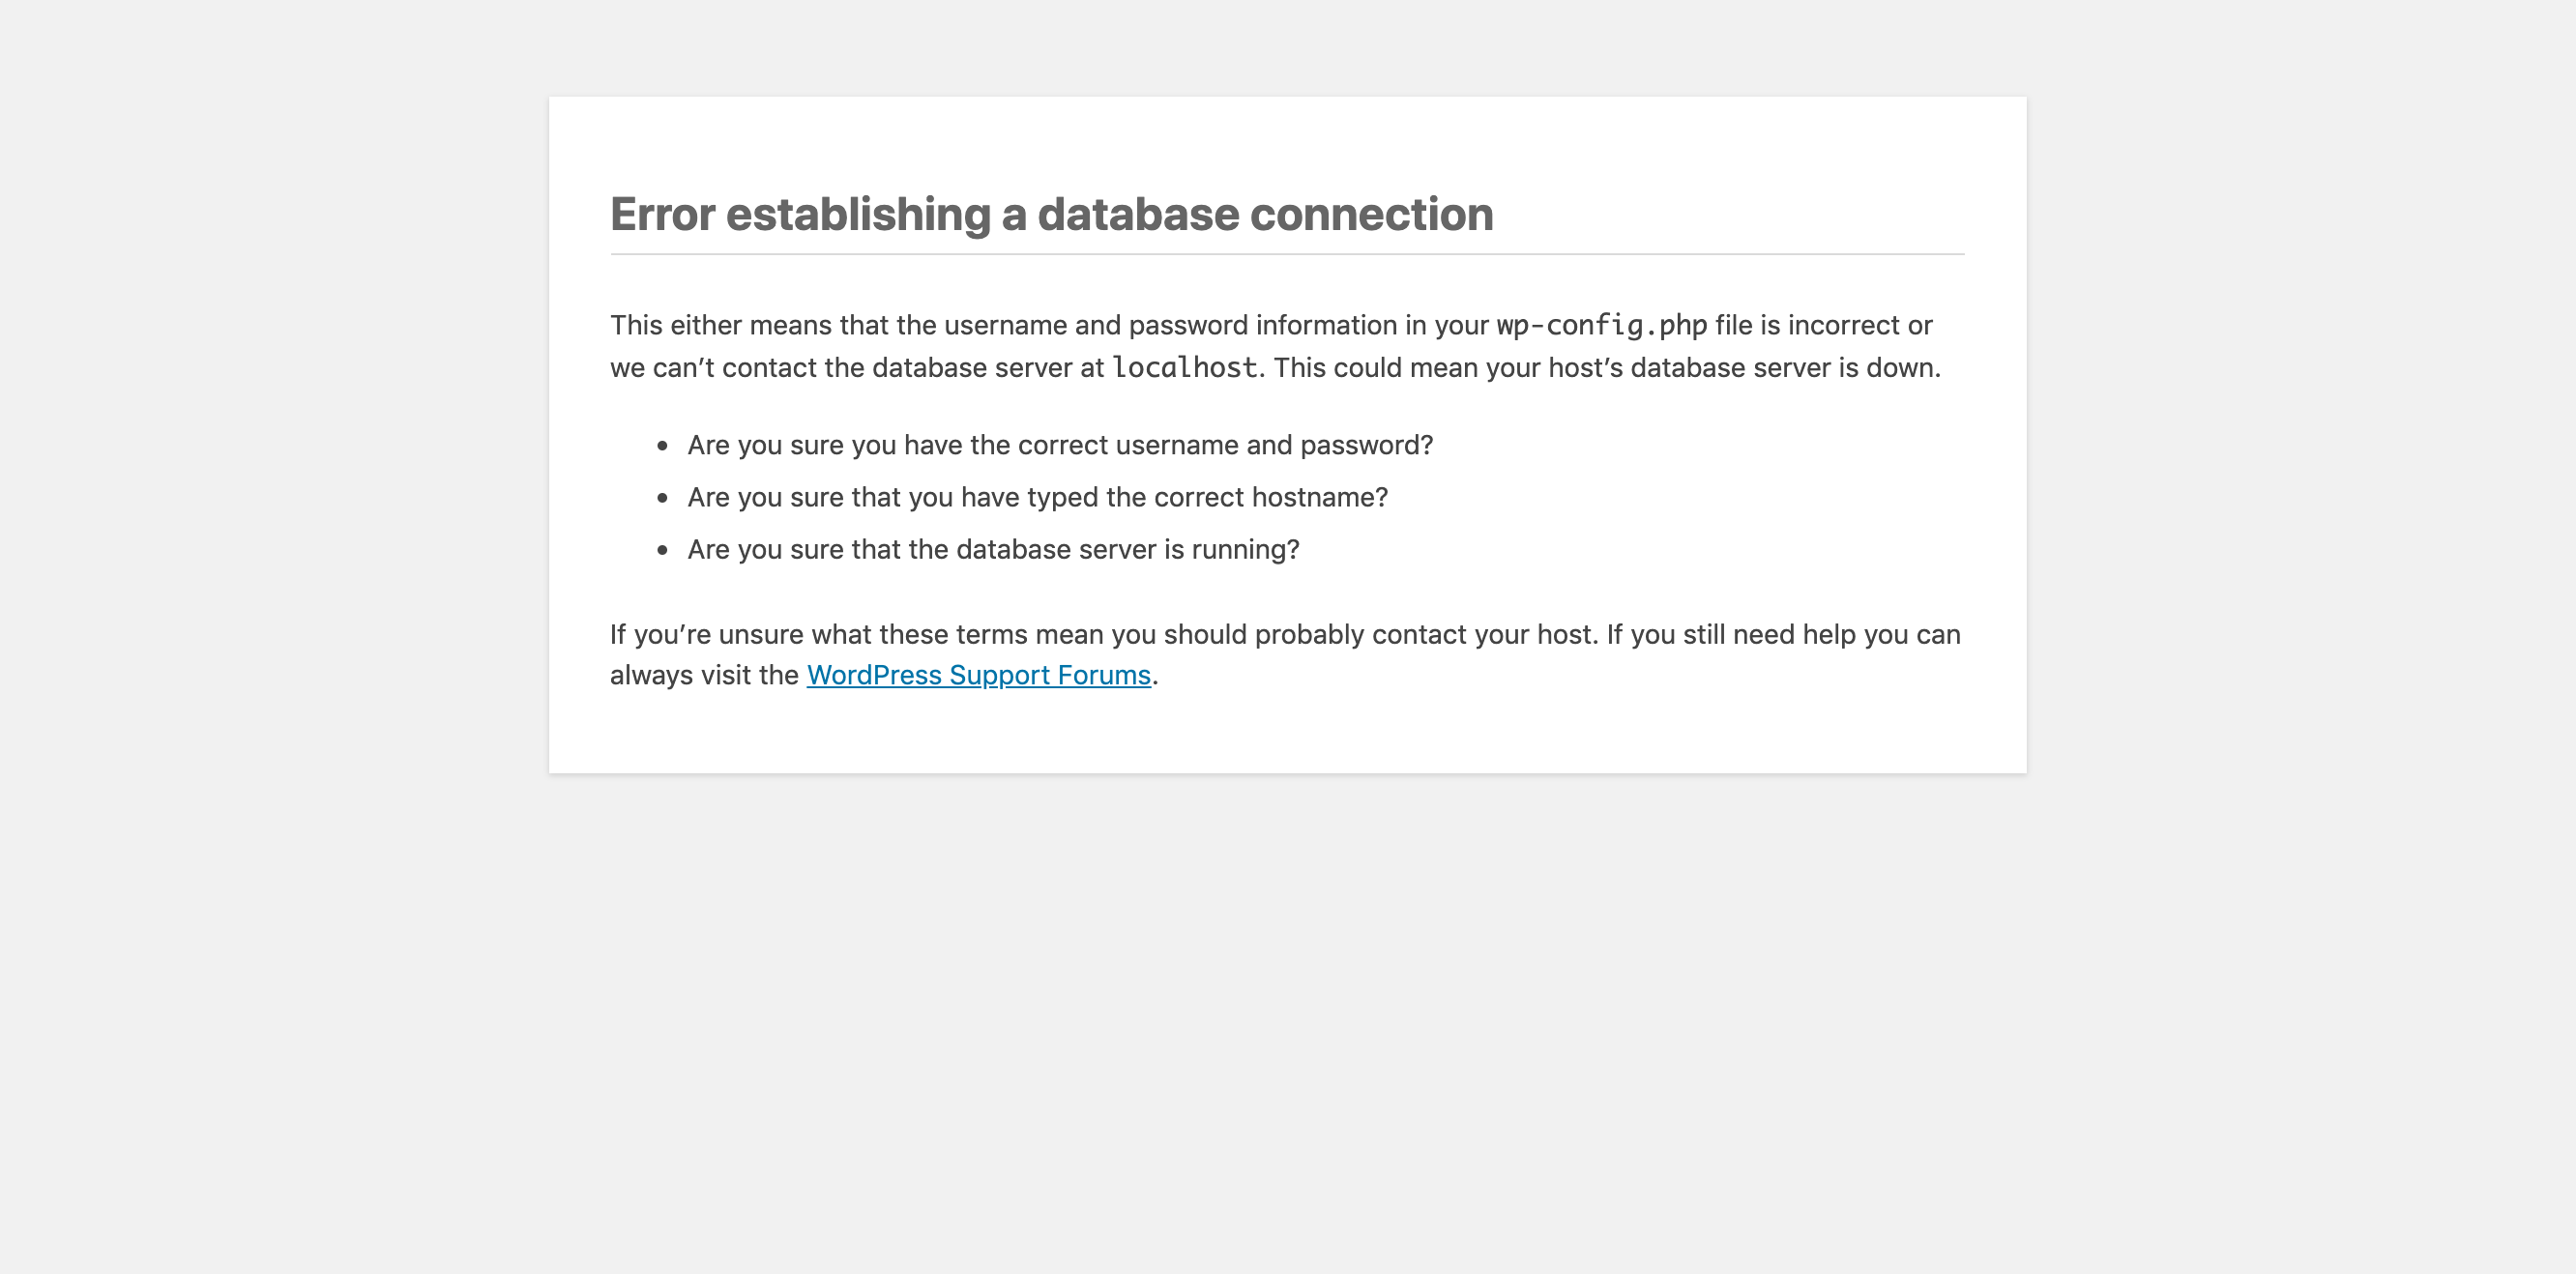 Error establishing a database connection
This either means that the username and password information in your wp-config.php file is incorrect or
we can’t contact the database server at localhost. This could mean your host’s database server is down.
• Are you sure you have the correct username and password?
• Are you sure that you have typed the correct hostname?
• Are you sure that the database server is running?
If you’re unsure what these terms mean you should probably contact your host. If you still need help you can
always visit the WordPress Support Forums.